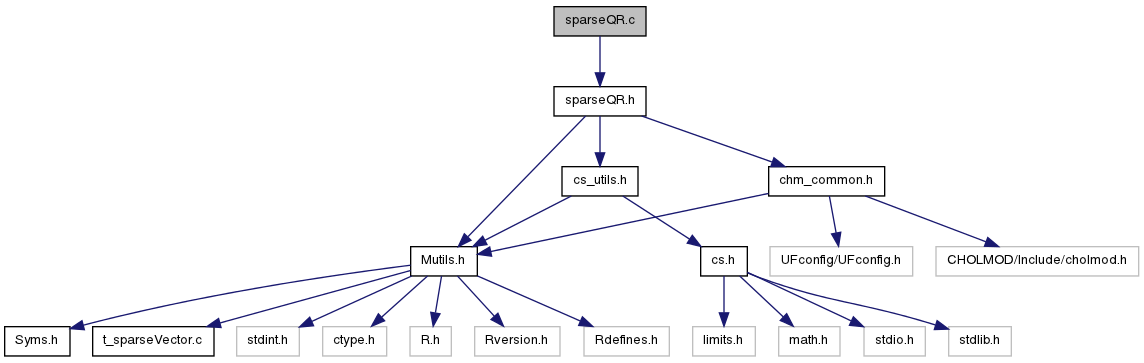 sparseQR.c
sparseQR.h
cs_utils.h
chm_common.h
Mutils.h
cs.h
UFconfig/UFconfig.h
CHOLMOD/Include/cholmod.h
Syms.h
t_sparseVector.c
stdint.h
ctype.h
R.h
Rversion.h
Rdefines.h
limits.h
math.h
stdio.h
stdlib.h